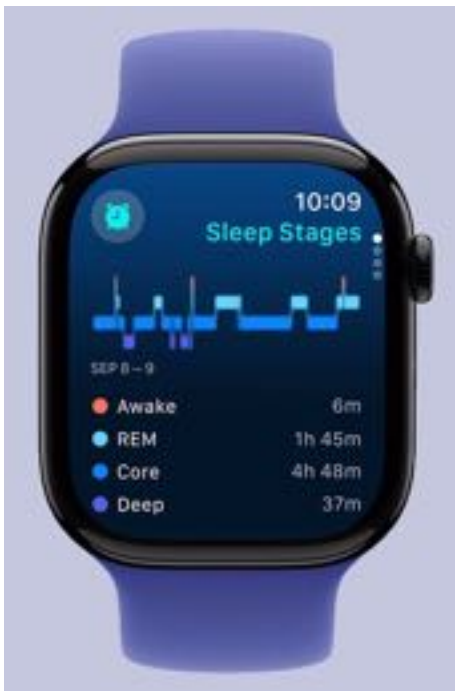 10:09
Sleep Stages
SEP 8 – 9
Awake 6m
REM 1h 45m
Core 4h 48m
Deep 37m